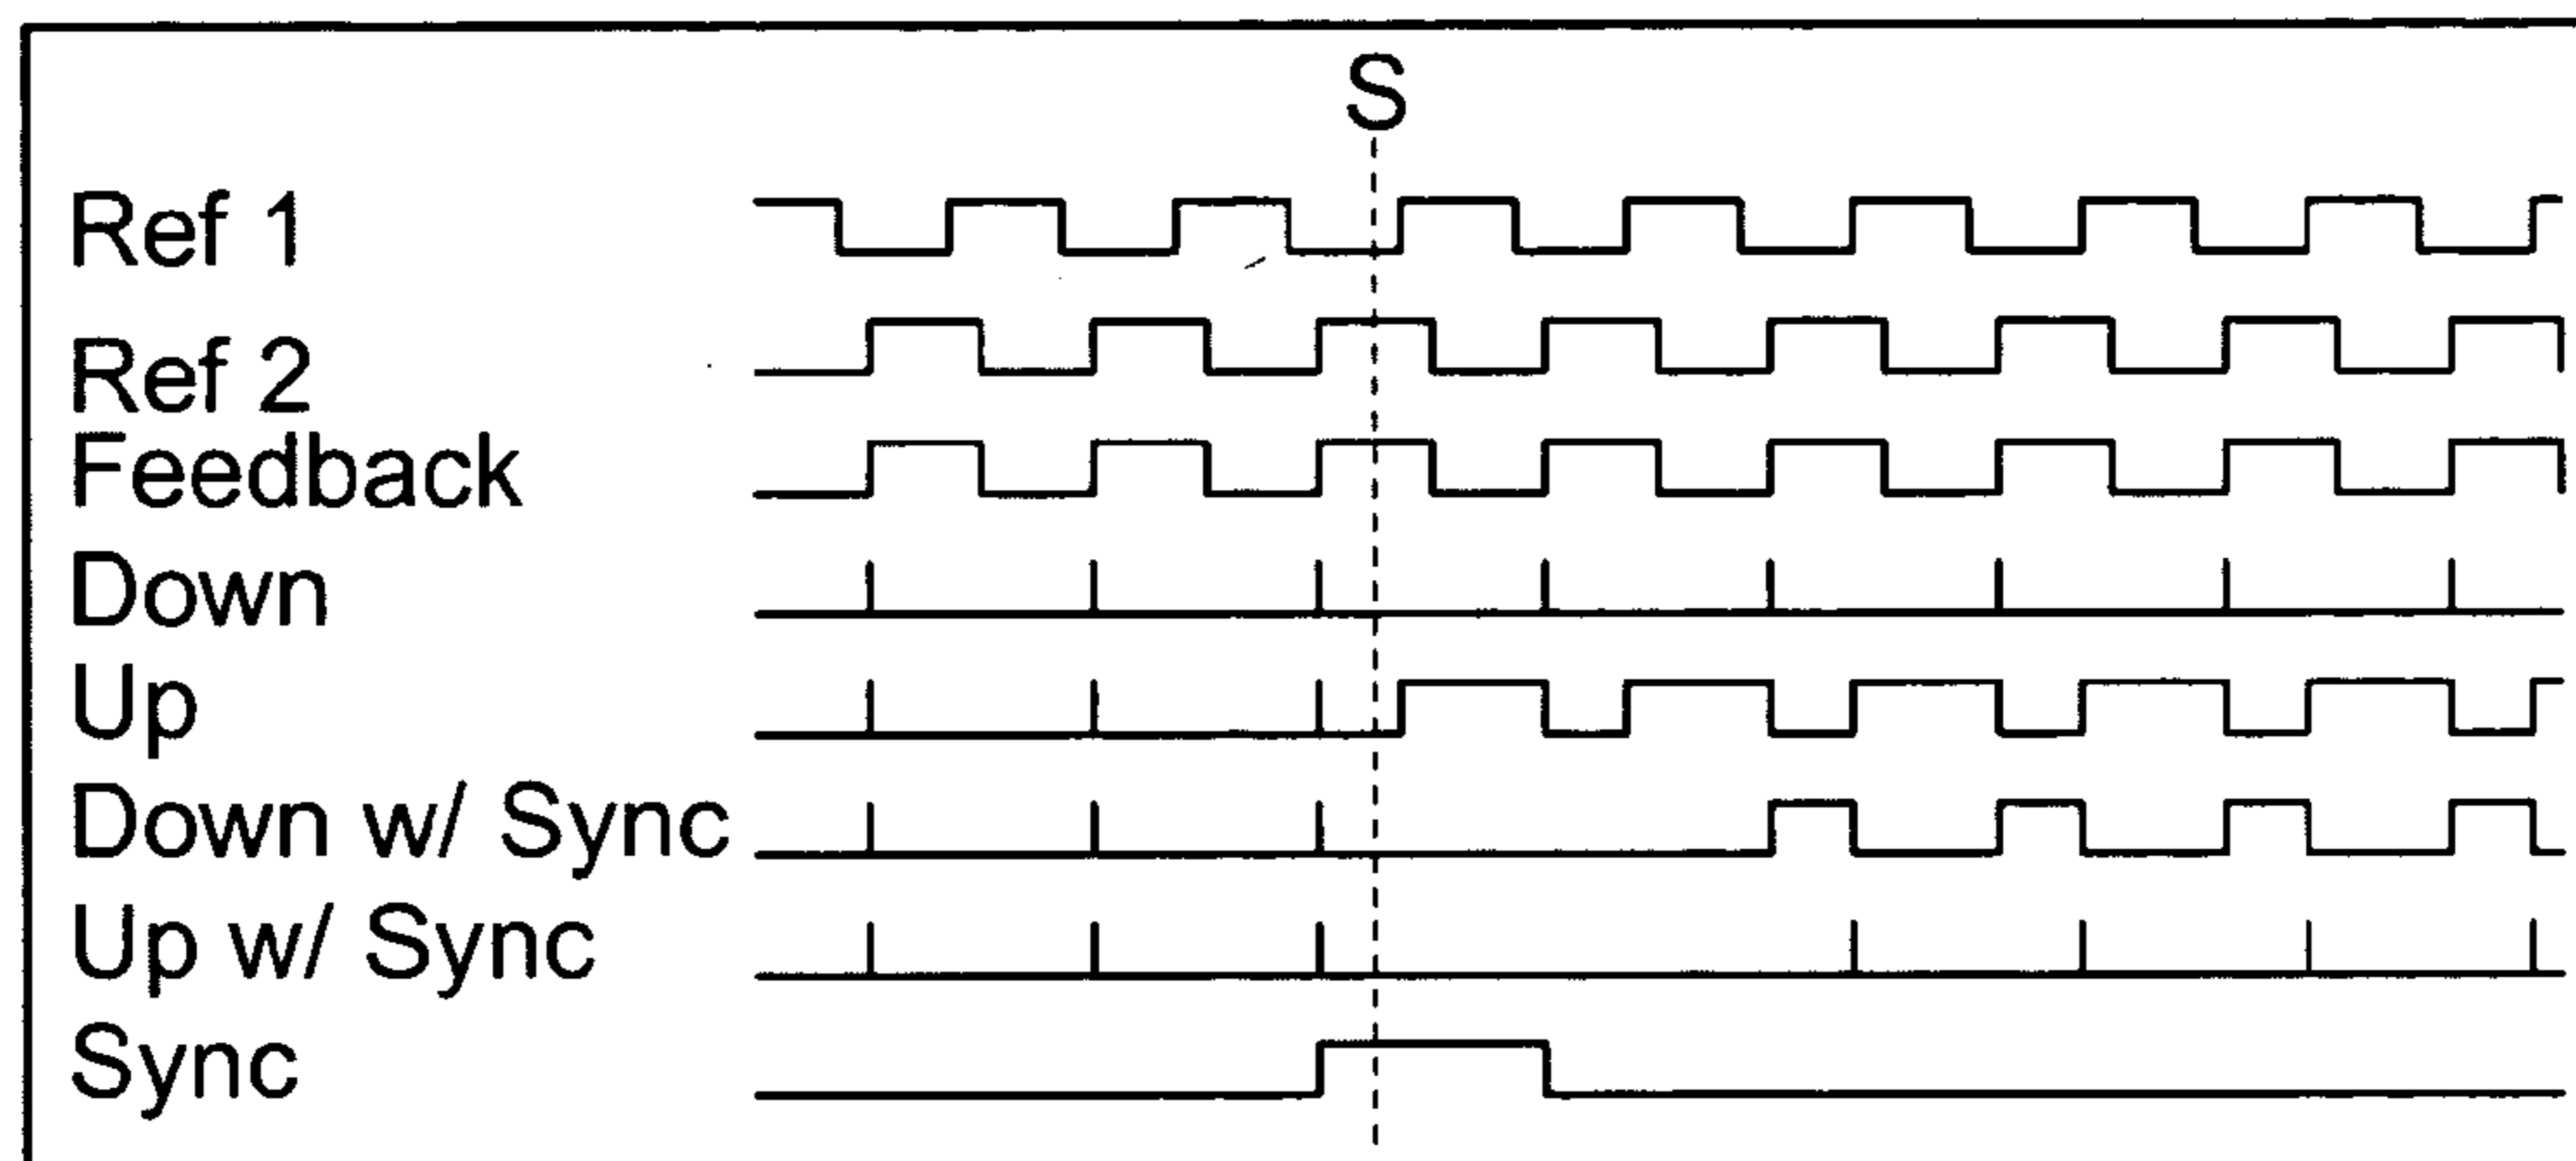 S
Ref 1
Ref 2
Feedback
Down
Up
Down w/ Sync
Up w/ Sync
Sync